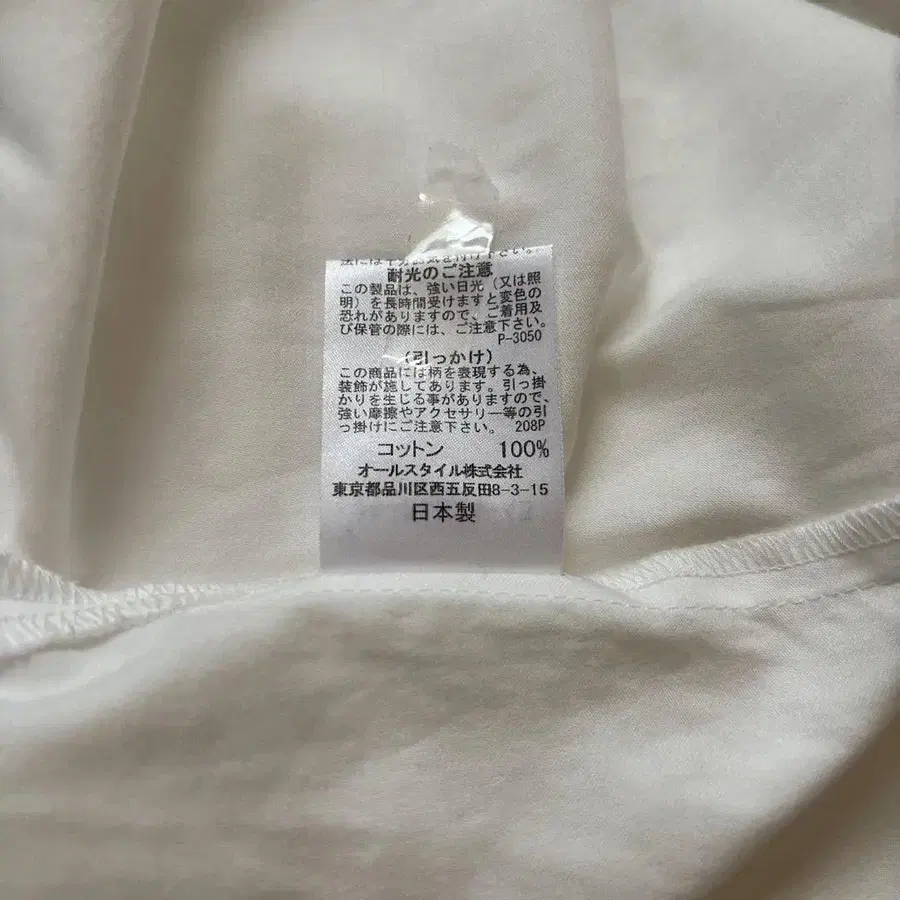 耐光のご注意
この製品は、強い日光（又は照
明）を長時間受けますと変色の
恐れがありますので、ご着用及
び保管の際には、ご注意下さい。
P-3050
（引っかけ）
この商品には柄を表現する為、
装飾が施してあります。引っ掛
かりを生じる事がありますので、
強い摩擦やアクセサリー等の引
っ掛けにご注意下さい。 208P
コットン 100%
オールスタイル株式会社
東京都品川区西五反田8-3-15
日本製